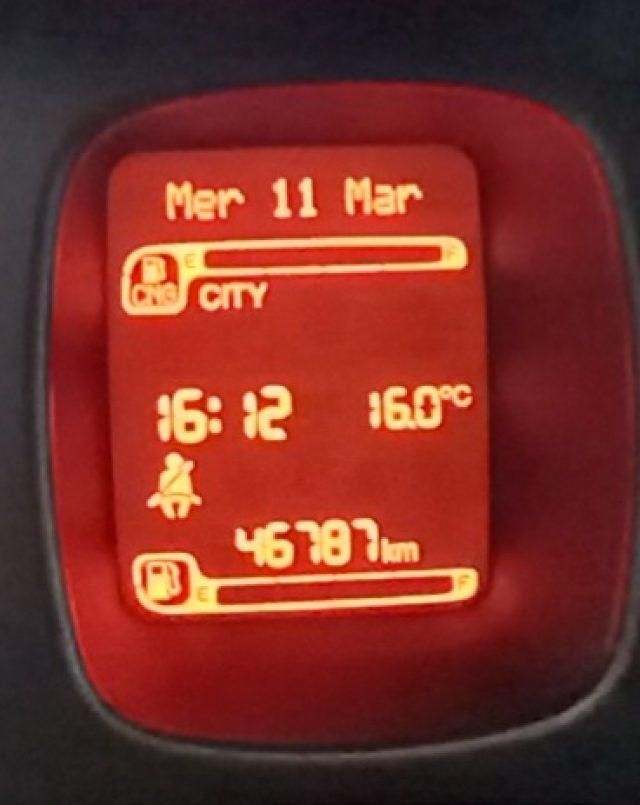 Mer 11 Mar
E F
CNG CITY
16:12 16.0°C
46787km
E F